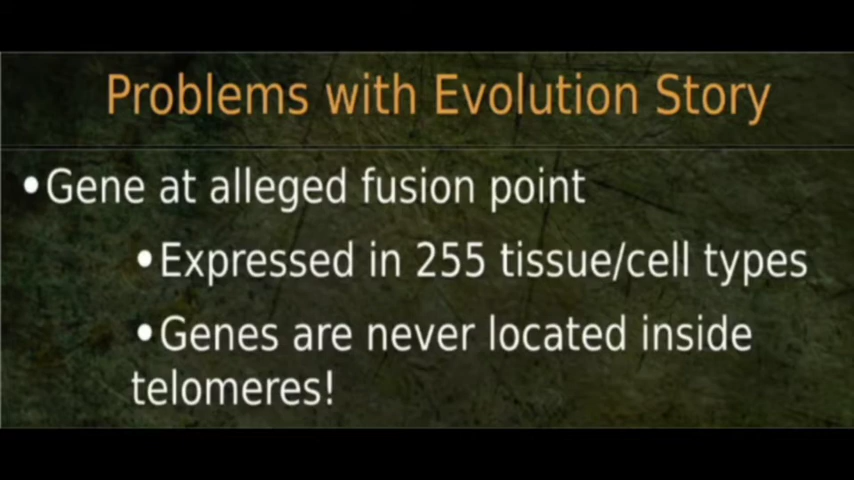 Problems with Evolution Story
•Gene at alleged fusion point
•Expressed in 255 tissue/cell types
•Genes are never located inside
telomeres!